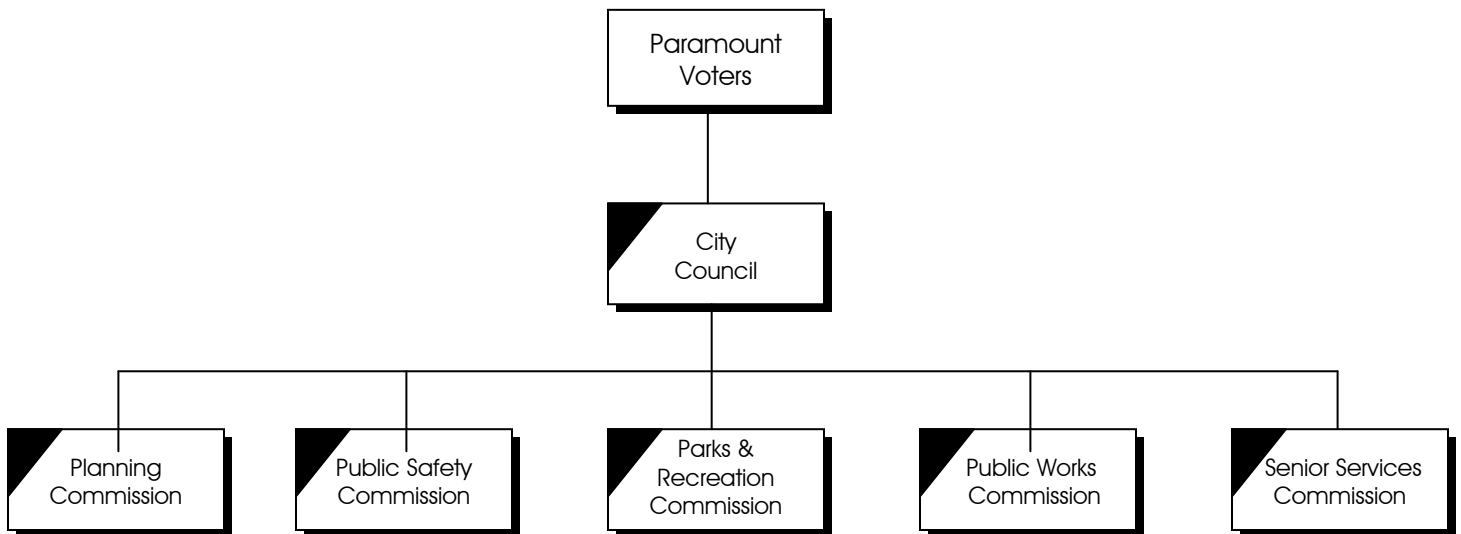 Paramount
Voters
City
Council
Planning
Commission
Public Safety
Commission
Parks &
Recreation
Commission
Public Works
Commission
Senior Services
Commission